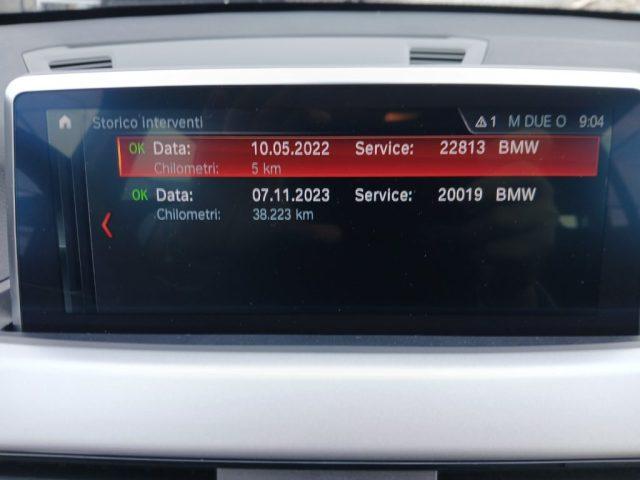 Storico interventi 1 M DUE O 9:04
OK Data: 10.05.2022 Service: 22813 BMW
Chilometri: 5 km
OK Data: 07.11.2023 Service: 20019 BMW
Chilometri: 38.223 km